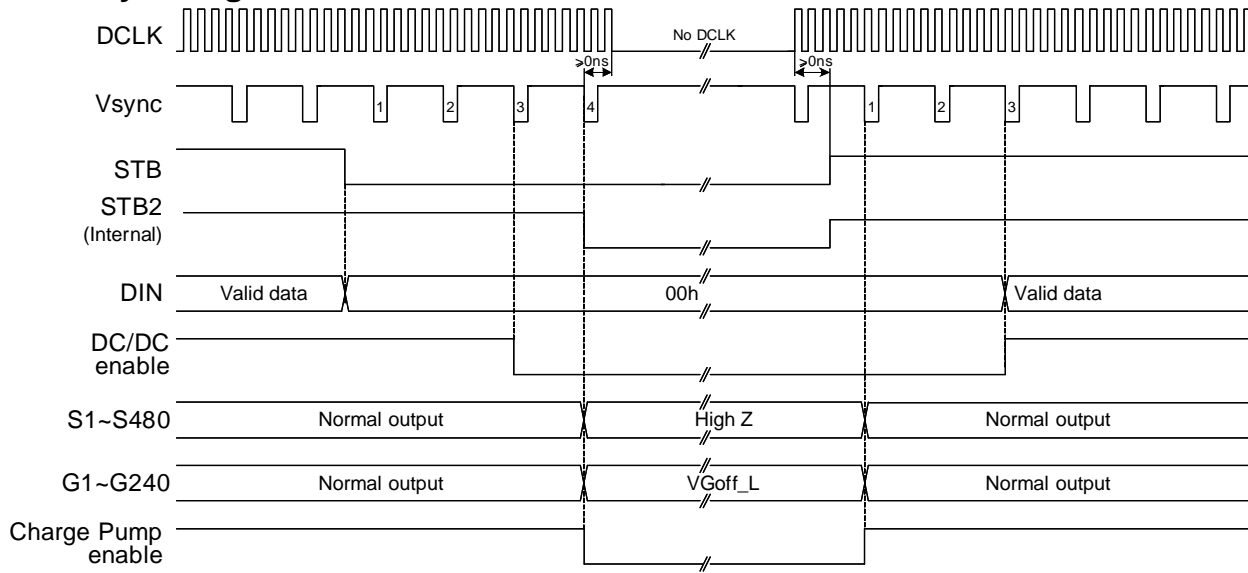 DCLK
No DCLK
≥0ns
≥0ns
Vsync
1
2
3
4
1
2
3
STB
STB2
(Internal)
DIN
Valid data
00h
Valid data
DC/DC
enable
S1~S480
Normal output
High Z
Normal output
G1~G240
Normal output
VGoff_L
Normal output
Charge Pump
enable